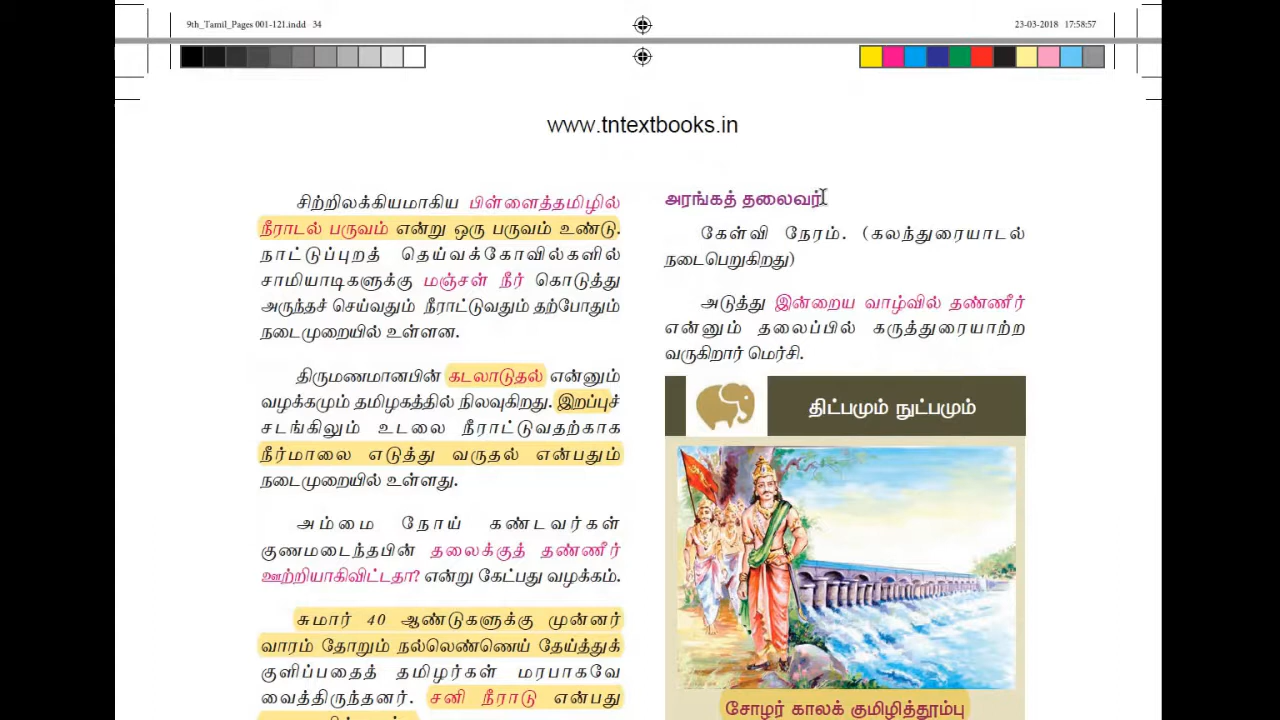 9th_Tamil_Pages 001-121.indd 34
23-03-2018 17:58:57
www.tntextbooks.in
சிற்றிலக்கியமாகிய பிள்ளைத்தமிழில்
நீராடல் பருவம் என்று ஒரு பருவம் உண்டு.
நாட்டுப்புறத் தெய்வக்கோவில்களில்
சாமியாடிகளுக்கு மஞ்சள் நீர் கொடுத்து
அருந்தச் செய்வதும் நீராட்டுவதும் தற்போதும்
நடைமுறையில் உள்ளன.
திருமணமானபின் கடலாடுதல் என்னும்
வழக்கமும் தமிழகத்தில் நிலவுகிறது. இறப்புச்
சடங்கிலும் உடலை நீராட்டுவதற்காக
நீர்மாலை எடுத்து வருதல் என்பதும்
நடைமுறையில் உள்ளது.
அம்மை நோய் கண்டவர்கள்
குணமடைந்தபின் தலைக்குத் தண்ணீர்
ஊற்றியாகிவிட்டதா? என்று கேட்பது வழக்கம்.
சுமார் 40 ஆண்டுகளுக்கு முன்னர்
வாரம் தோறும் நல்லெண்ணெய் தேய்த்துக்
குளிப்பதைத் தமிழர்கள் மரபாகவே
வைத்திருந்தனர். சனி நீராடு என்பது
அரங்கத் தலைவர்
கேள்வி நேரம். (கலந்துரையாடல்
நடைபெறுகிறது)
அடுத்து இன்றைய வாழ்வில் தண்ணீர்
என்னும் தலைப்பில் கருத்துரையாற்ற
வருகிறார் மெர்சி.
திட்பமும் நுட்பமும்
சோழர் காலக் குமிழித்தூம்பு